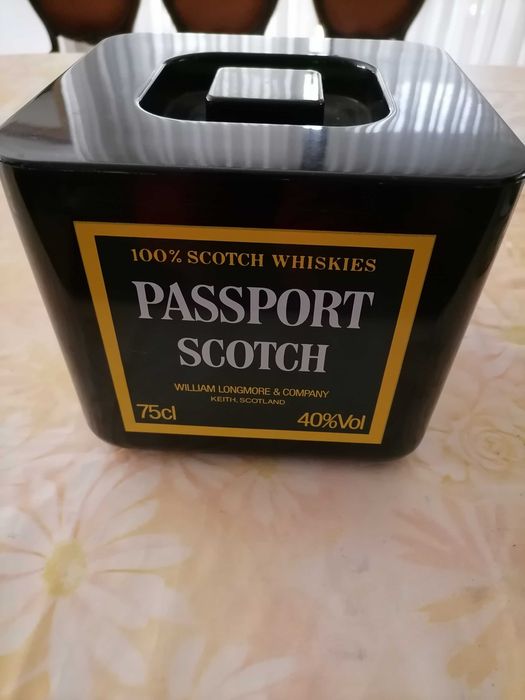 100% SCOTCH WHISKIES
PASSPORT
SCOTCH
WILLIAM LONGMORE & COMPANY
KEITH, SCOTLAND
75cl 40%Vol